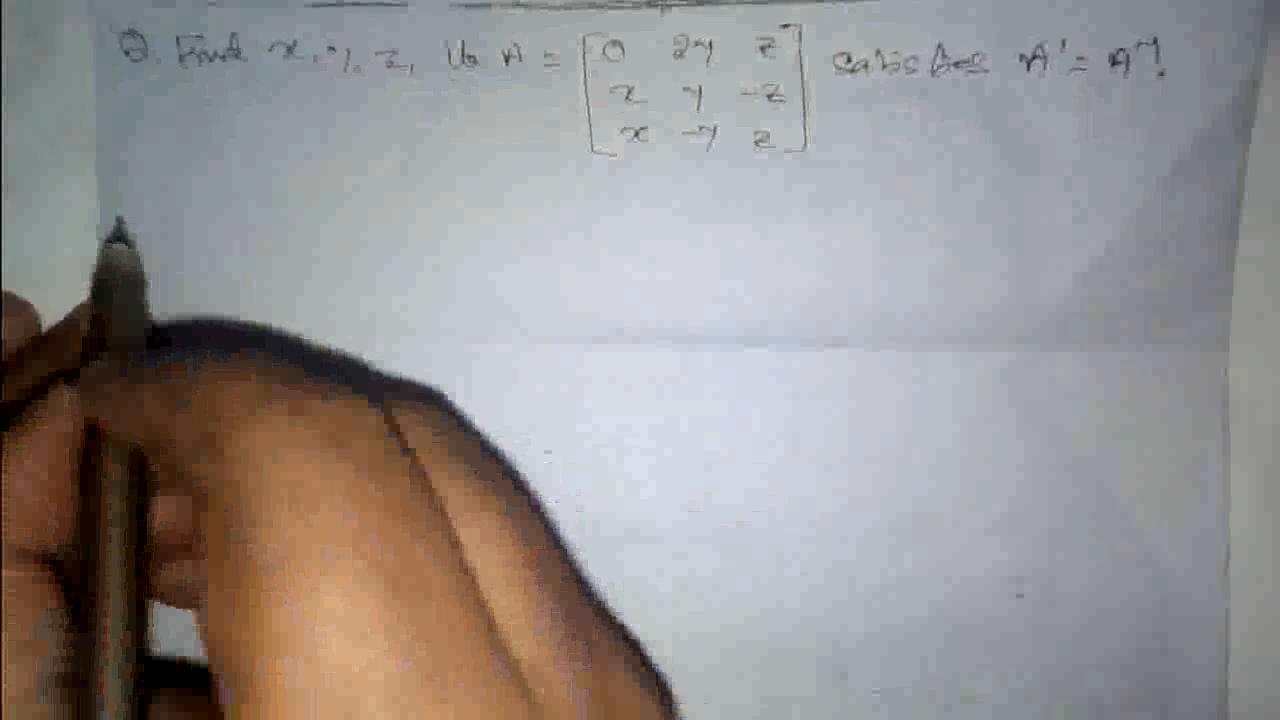 Q. Find x, y, z, if A = [0 2y z satisfies A' = A⁻¹.
x y -z
x -y z]